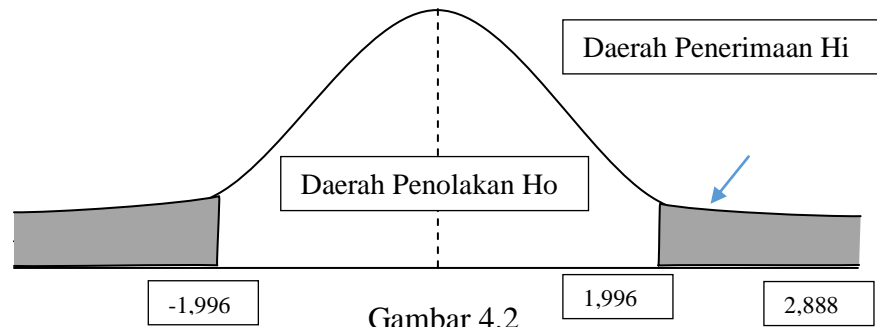 Daerah Penerimaan Hi
Daerah Penolakan Ho
-1,996
1,996
2,888
Gambar 4.2